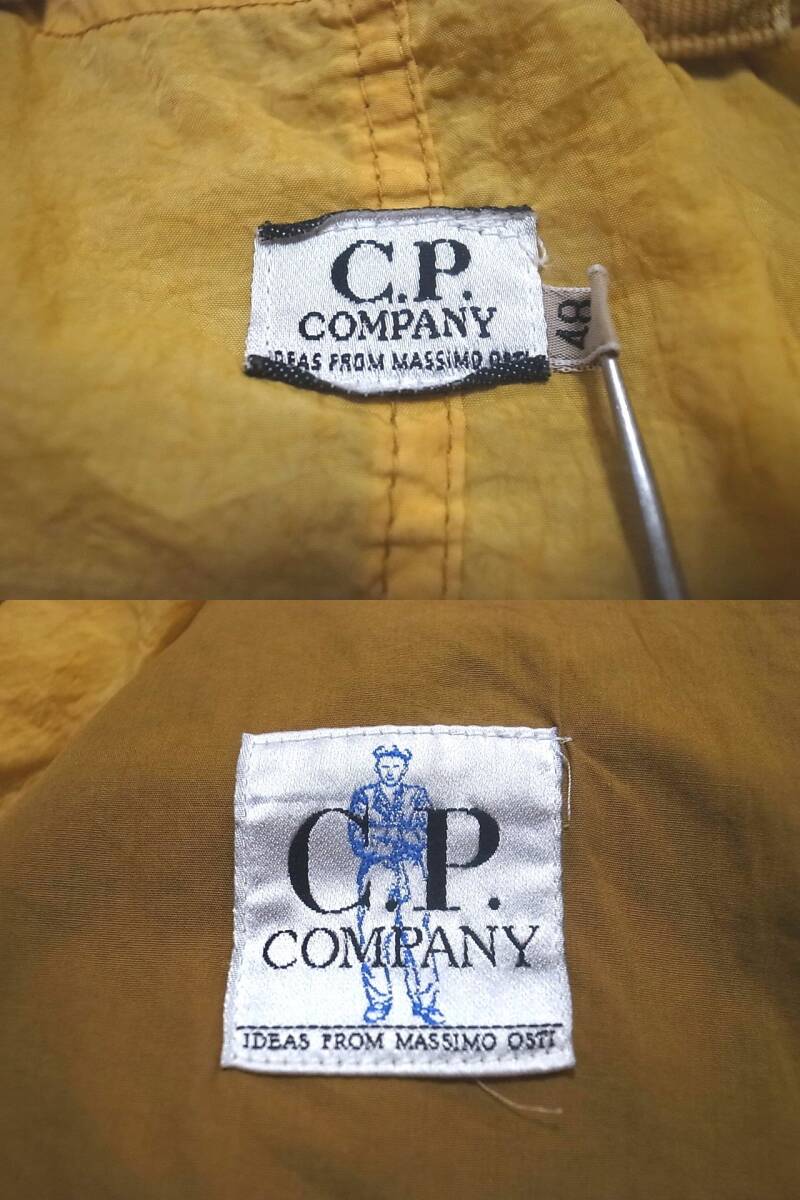 C.P.
COMPANY
IDEAS FROM MASSIMO OSTI
48
C.P.
COMPANY
IDEAS FROM MASSIMO OSTI